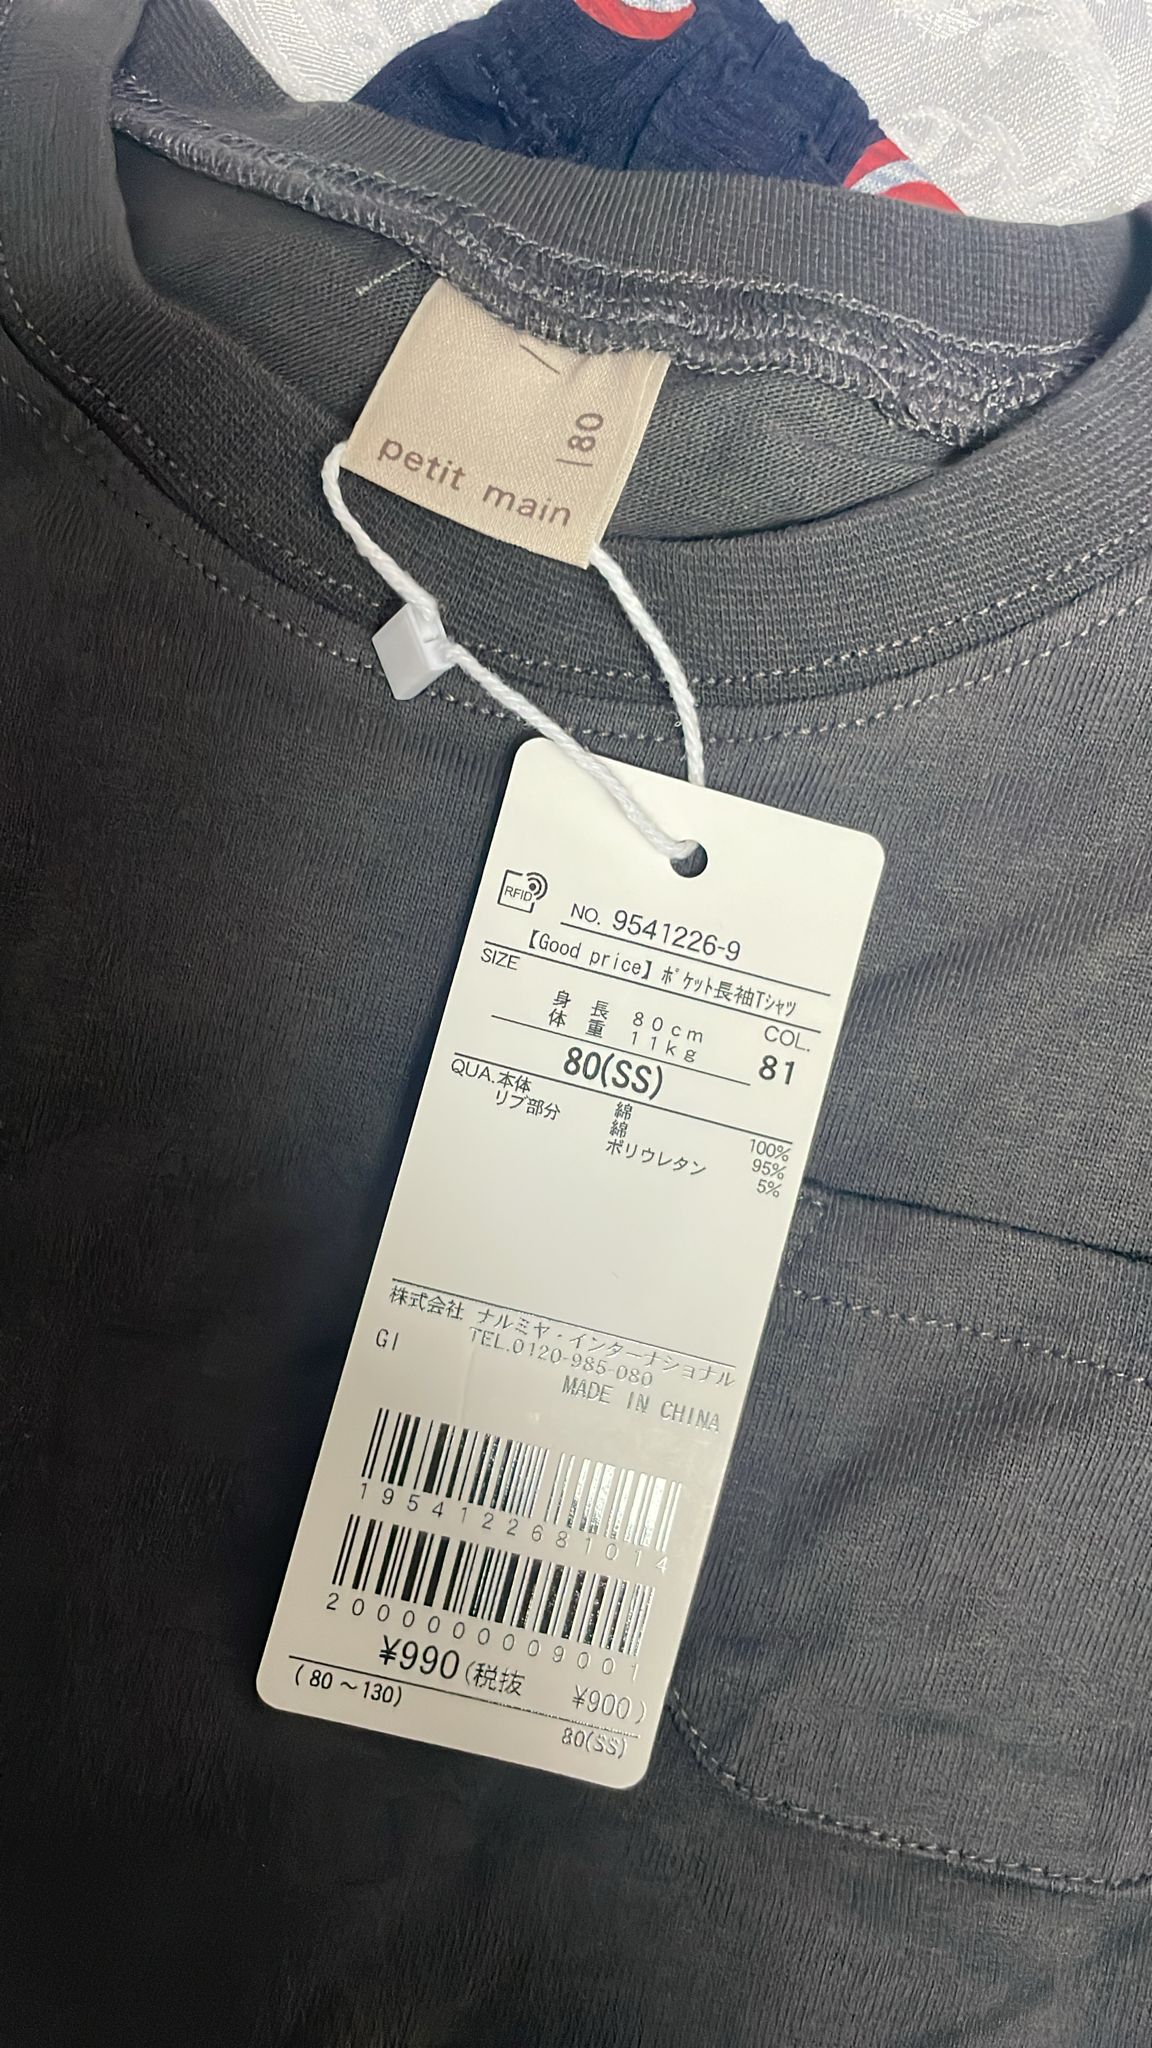 petit main
80
RFID
NO. 9541226-9
【Good price】ﾎﾟｹｯﾄ長袖Tｼｬﾂ
SIZE
COL.
身長 80cm
体重 11kg
80(SS)
81
QUA.本体 綿 100%
リブ部分 綿 95%
ポリウレタン 5%
株式会社 ナルミヤ・インターナショナル
TEL.0120-985-080
GI
MADE IN CHINA
1954122681014
2000000009001
¥990(税抜 ¥900)
(80～130)
80(SS)